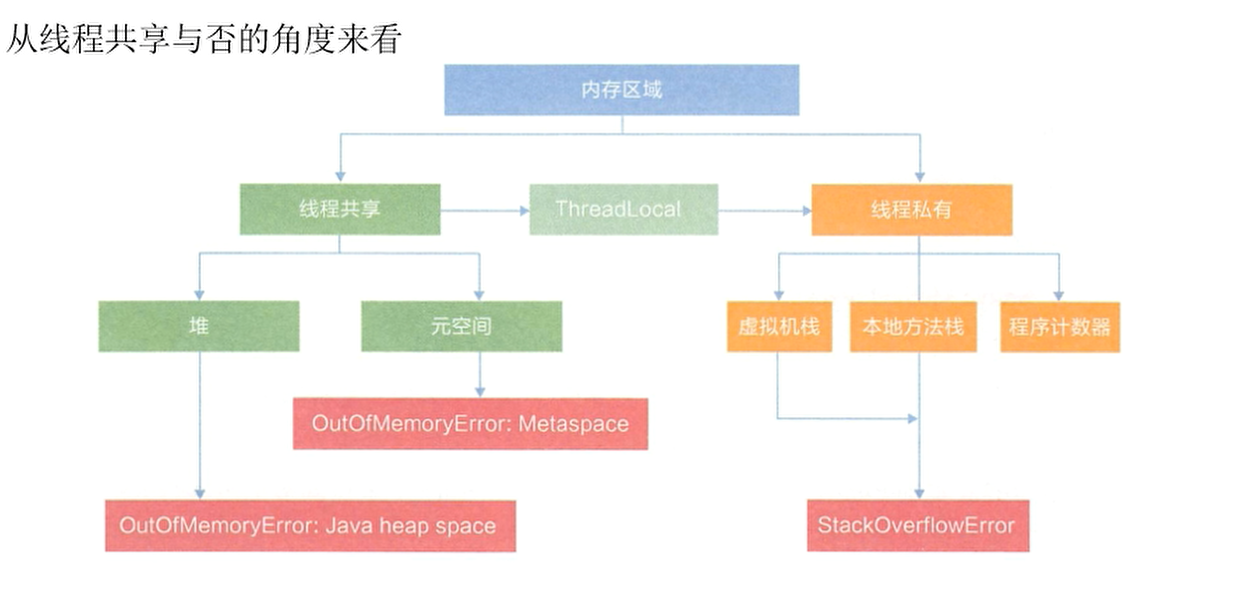 从线程共享与否的角度来看
内存区域
线程共享
ThreadLocal
线程私有
堆
元空间
虚拟机栈
本地方法栈
程序计数器
OutOfMemoryError: Metaspace
OutOfMemoryError: Java heap space
StackOverflowError